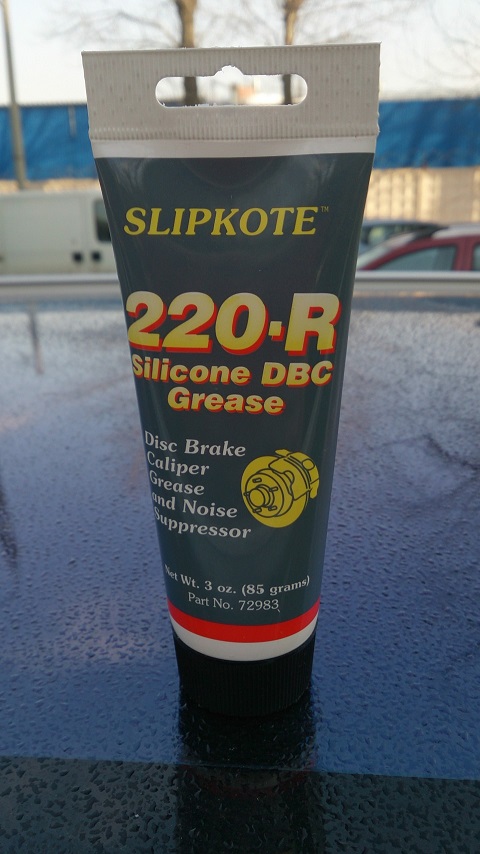 SLIPKOTE™
220-R
Silicone DBC
Grease
Disc Brake
Caliper
Grease
and Noise
Suppressor
Net Wt. 3 oz. (85 grams)
Part No. 72983